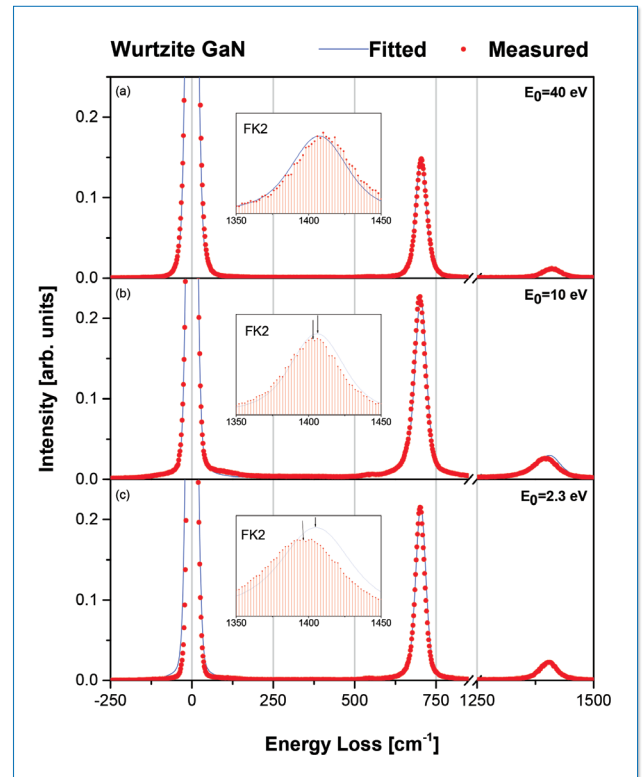 Wurtzite GaN Fitted Measured
(a) E0=40 eV
0.2
FK2
0.1
1350 1400 1450
0.0
(b) E0=10 eV
0.2
FK2
0.1
1350 1400 1450
0.0
(c) E0=2.3 eV
0.2
FK2
0.1
1350 1400 1450
0.0
-250 0 250 500 750 1250 1500
Intensity [arb. units]
Energy Loss [cm-1]